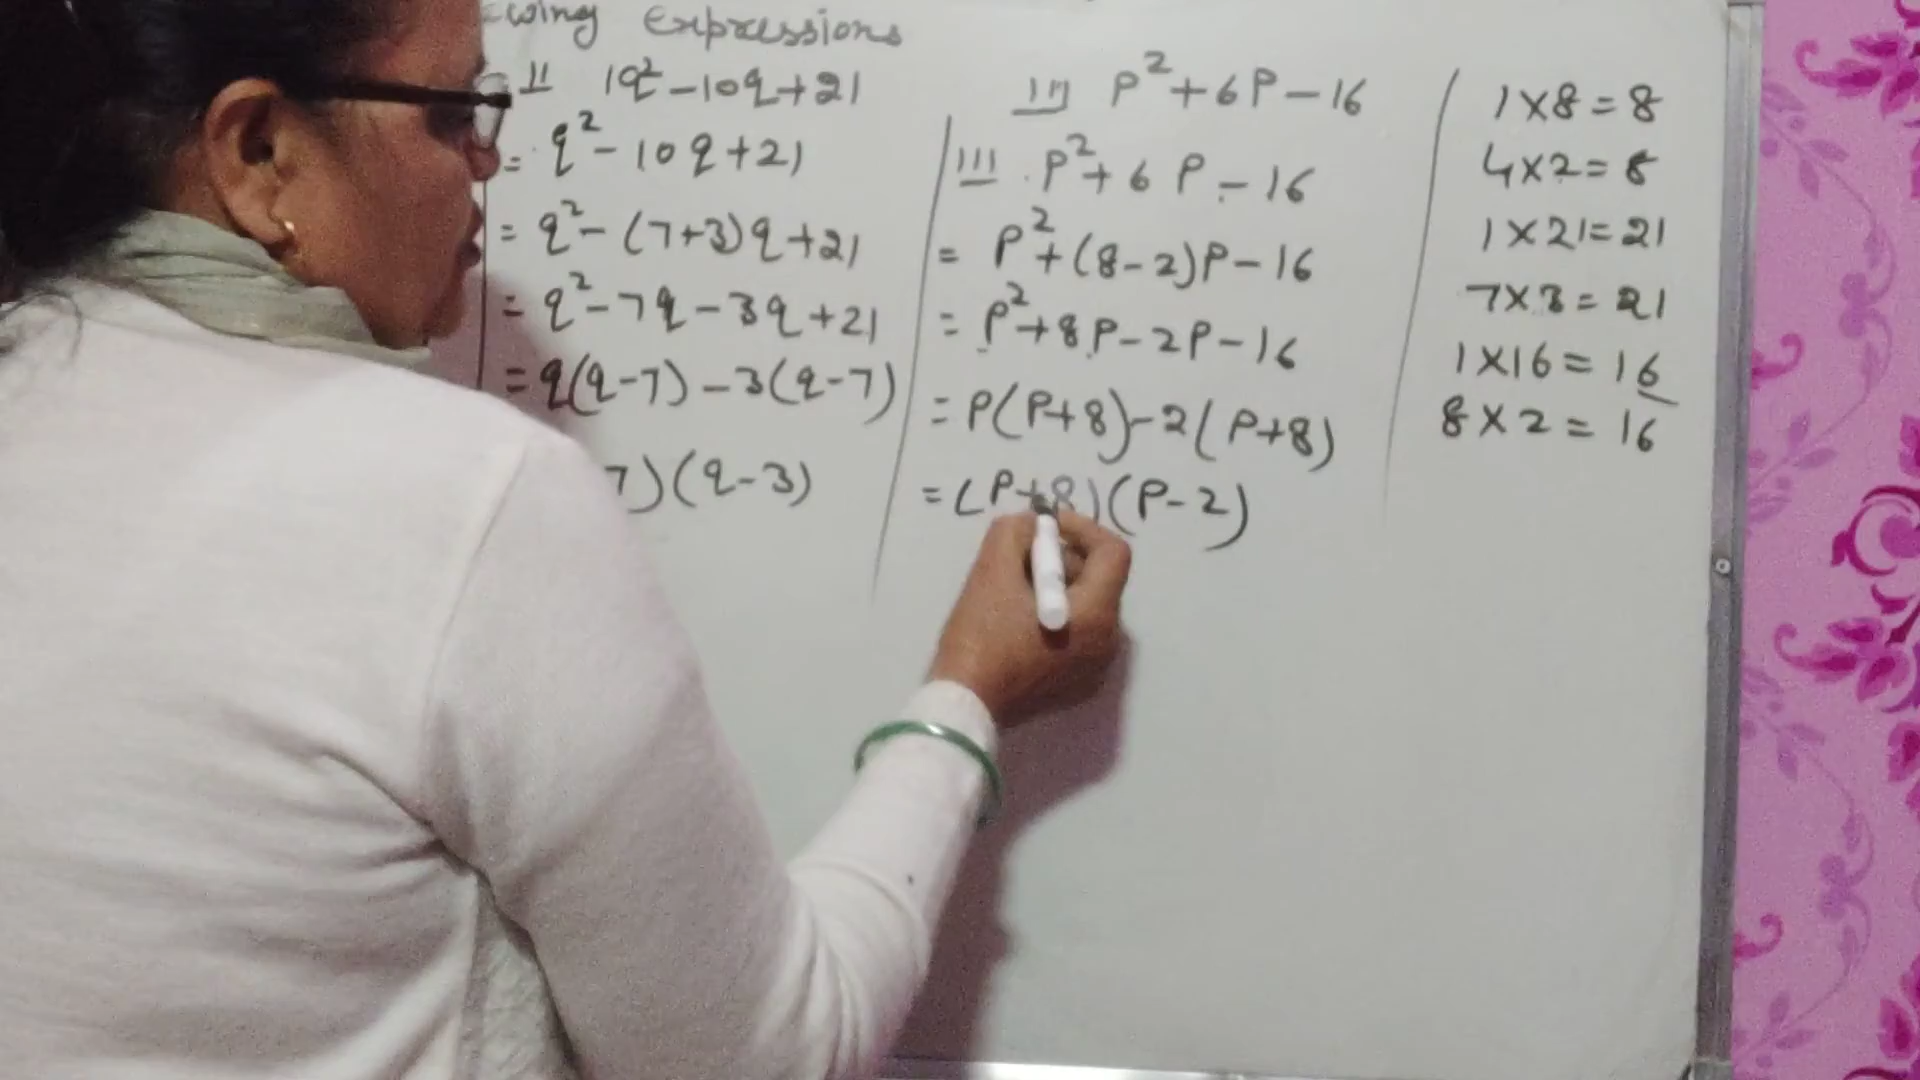 Expressions
II q²-10q+21
= q²-10q+21
= q²-(7+3)q+21
= q²-7q-3q+21
= q(q-7)-3(q-7)
7)(q-3)
III P²+6P-16
III P²+6P-16
= P²+(8-2)P-16
= P²+8P-2P-16
= P(P+8)-2(P+8)
= (P+8)(P-2)
1×8=8
4×2=8
1×21=21
7×3=21
1×16=16
8×2=16